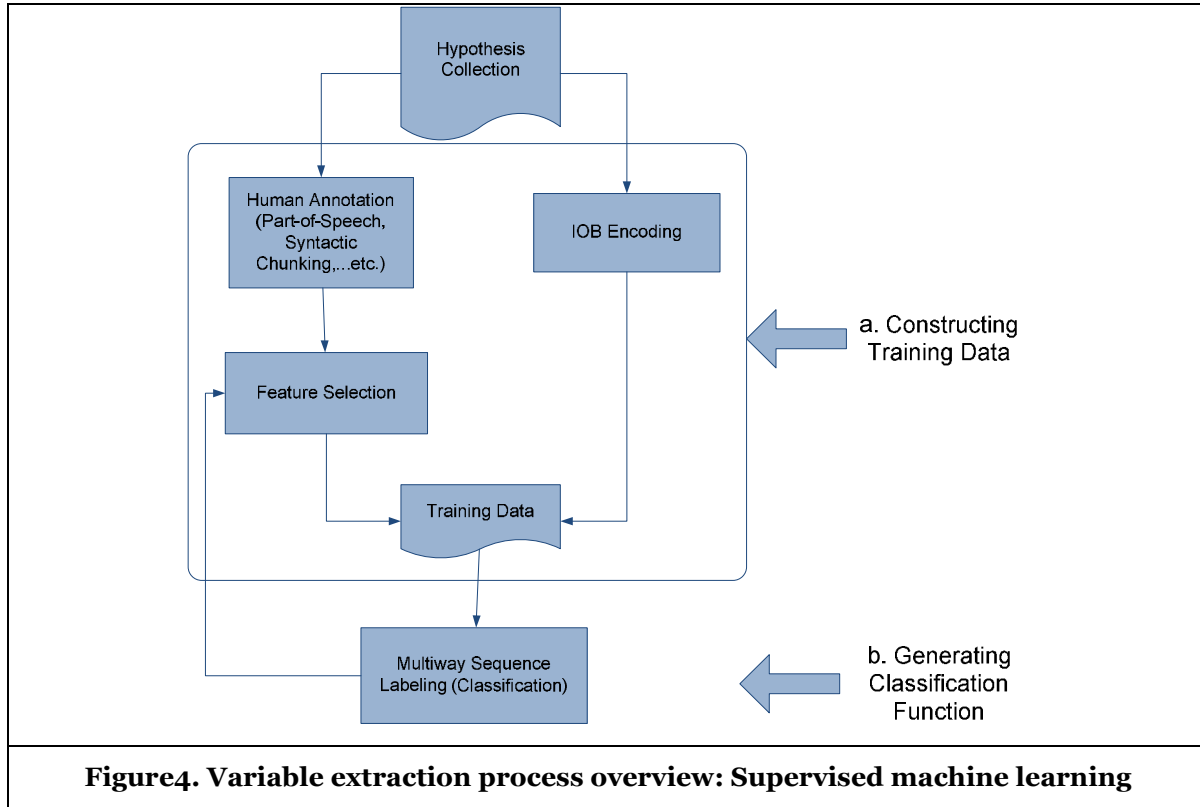 Hypothesis
Collection
Human Annotation
(Part-of-Speech,
Syntactic
Chunking,...etc.)
IOB Encoding
a. Constructing
Training Data
Feature Selection
Training Data
Multiway Sequence
Labeling (Classification)
b. Generating
Classification
Function
Figure4. Variable extraction process overview: Supervised machine learning